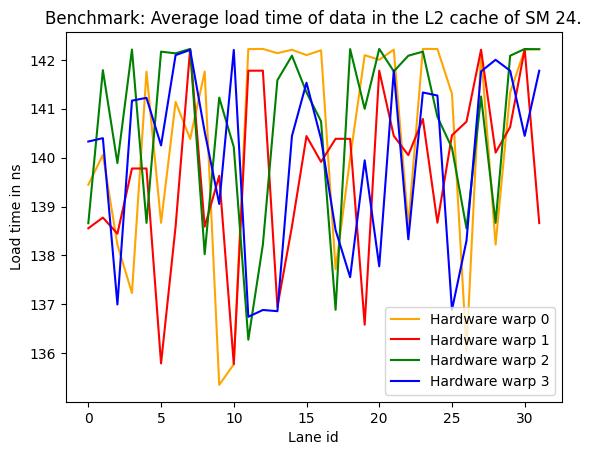 Benchmark: Average load time of data in the L2 cache of SM 24.
142
141
140
139
138
137
136
Load time in ns
Hardware warp 0
Hardware warp 1
Hardware warp 2
Hardware warp 3
0 5 10 15 20 25 30
Lane id